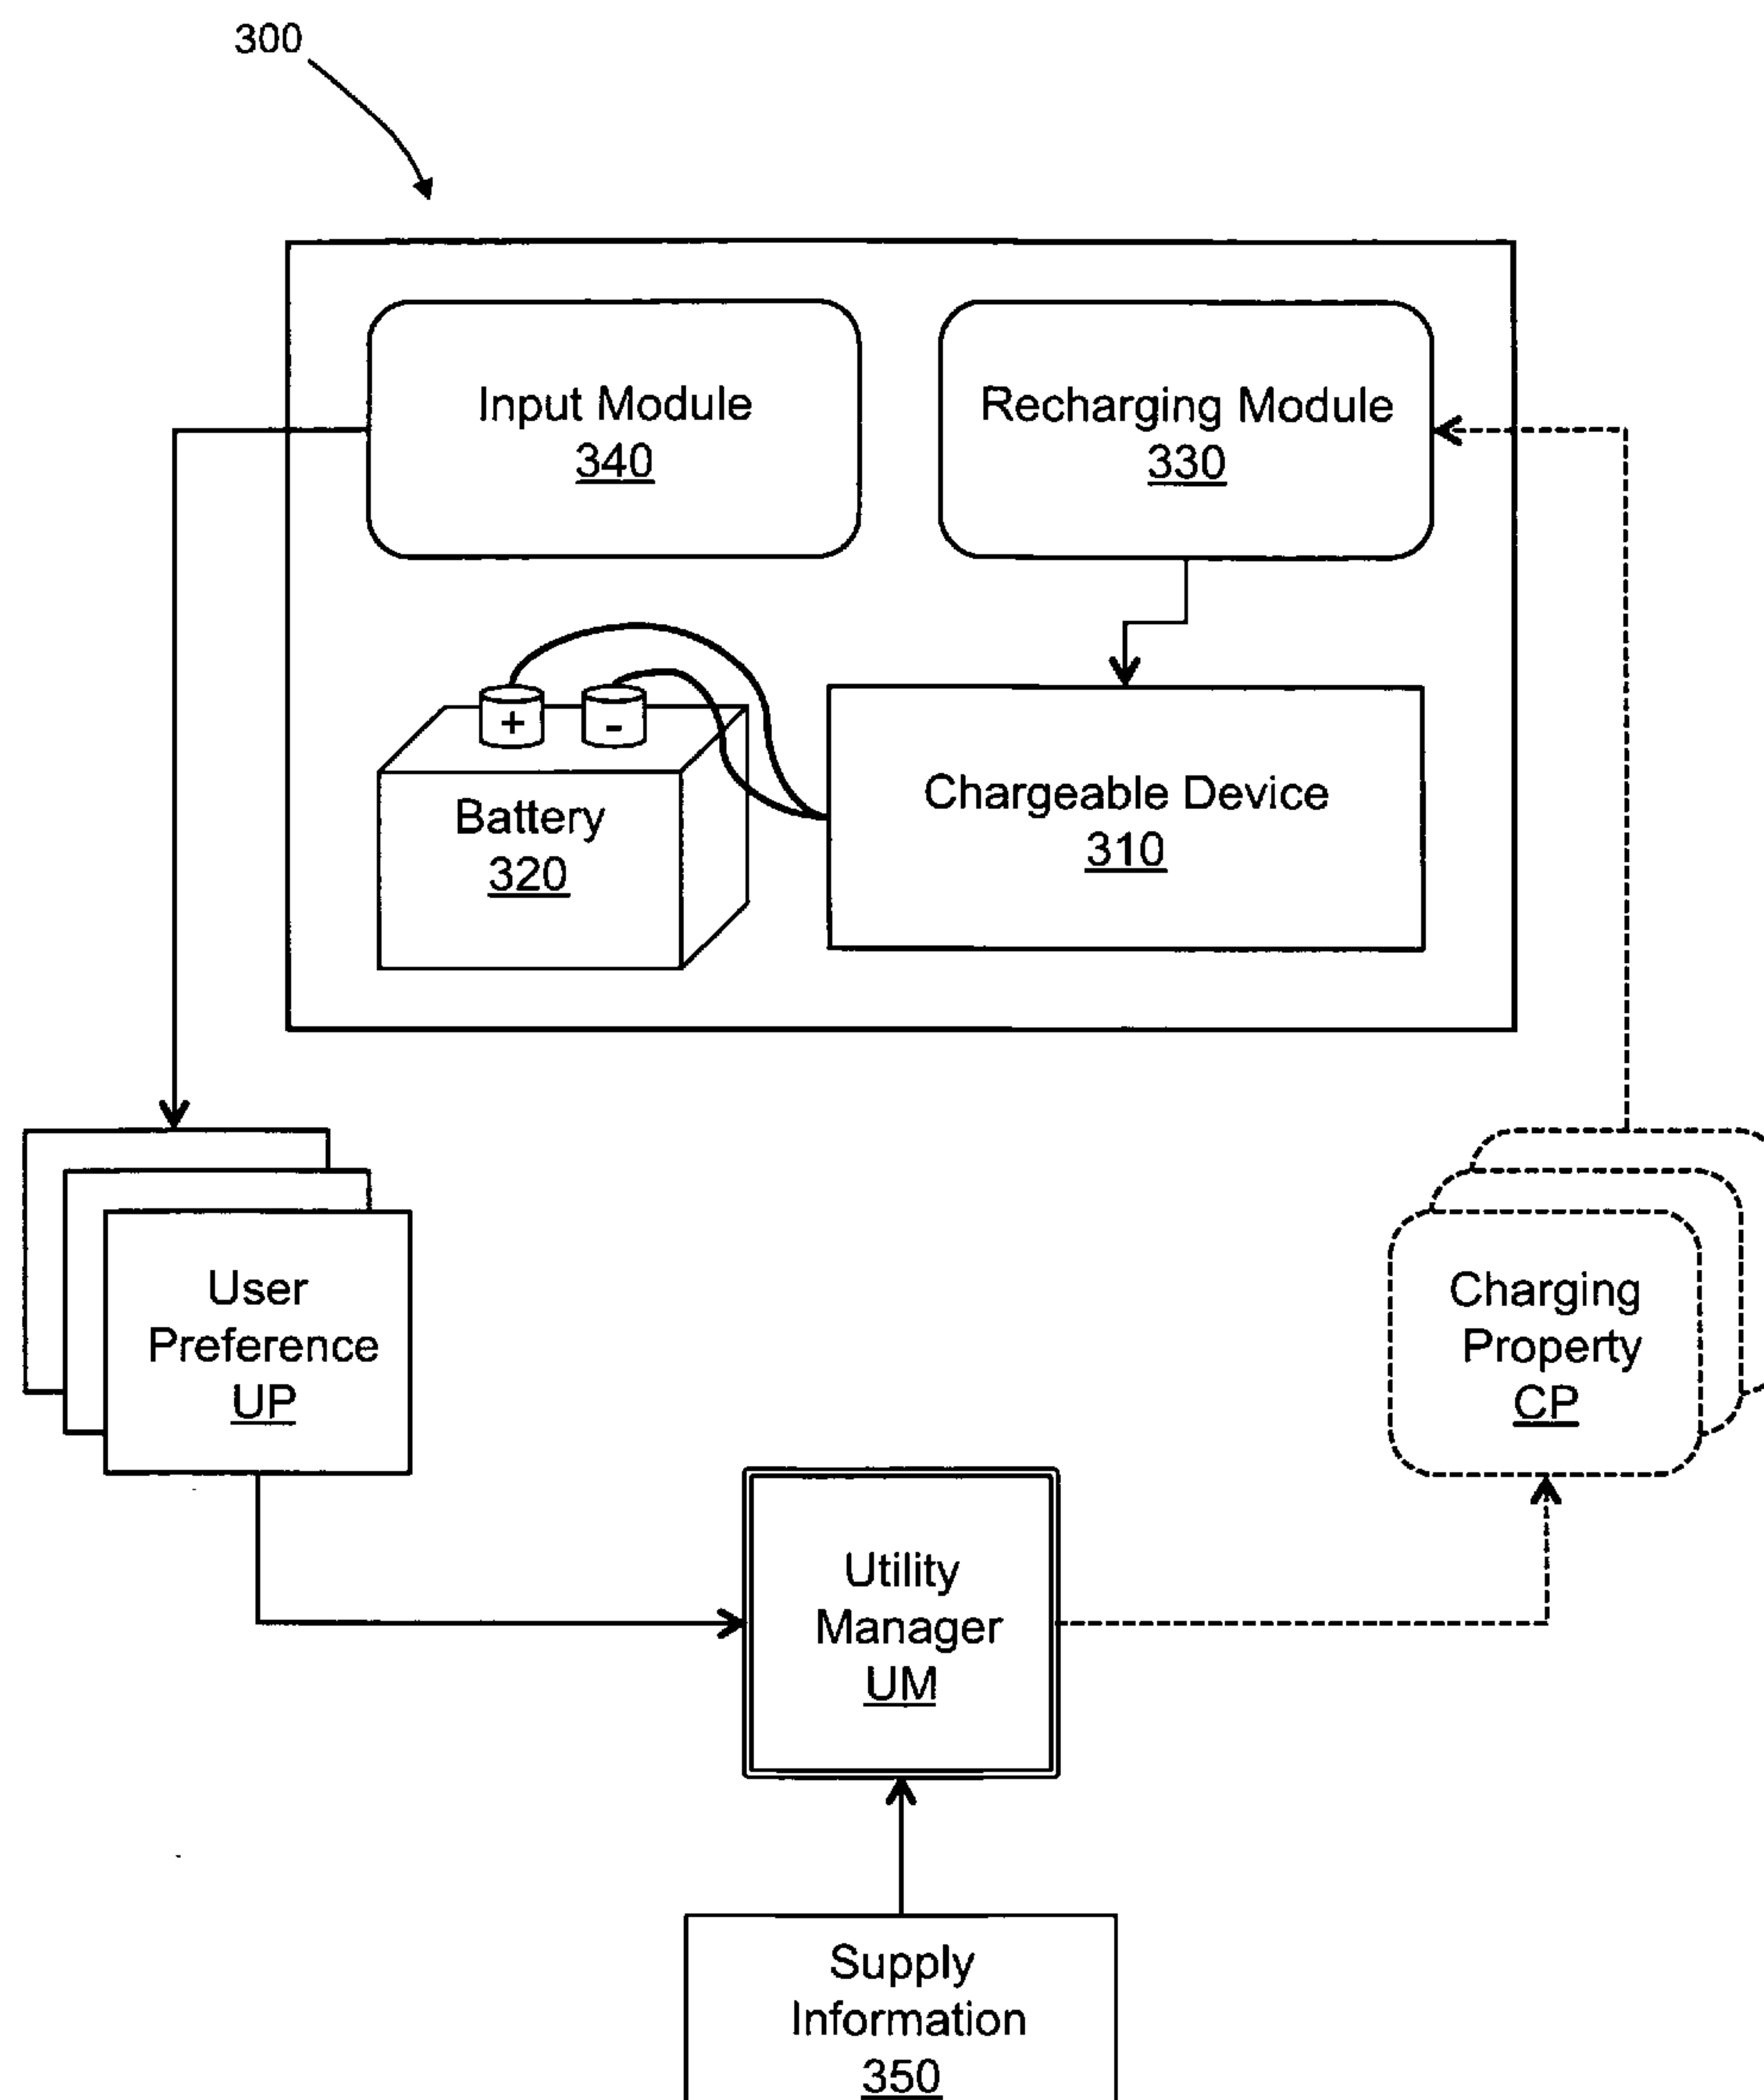 300
Input Module
340
Recharging Module
330
+
-
Battery
320
Chargeable Device
310
User
Preference
UP
Charging
Property
CP
Utility
Manager
UM
Supply
Information
350